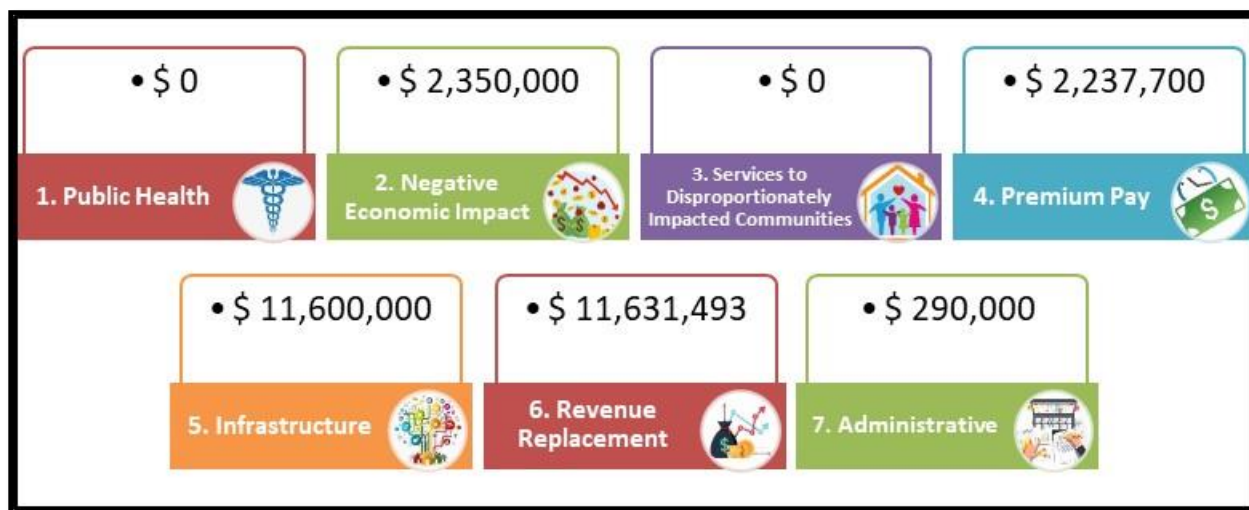 • $ 0
1. Public Health
• $ 2,350,000
2. Negative
Economic Impact
• $ 0
3. Services to
Disproportionately
Impacted Communities
• $ 2,237,700
4. Premium Pay
• $ 11,600,000
5. Infrastructure
• $ 11,631,493
6. Revenue
Replacement
• $ 290,000
7. Administrative